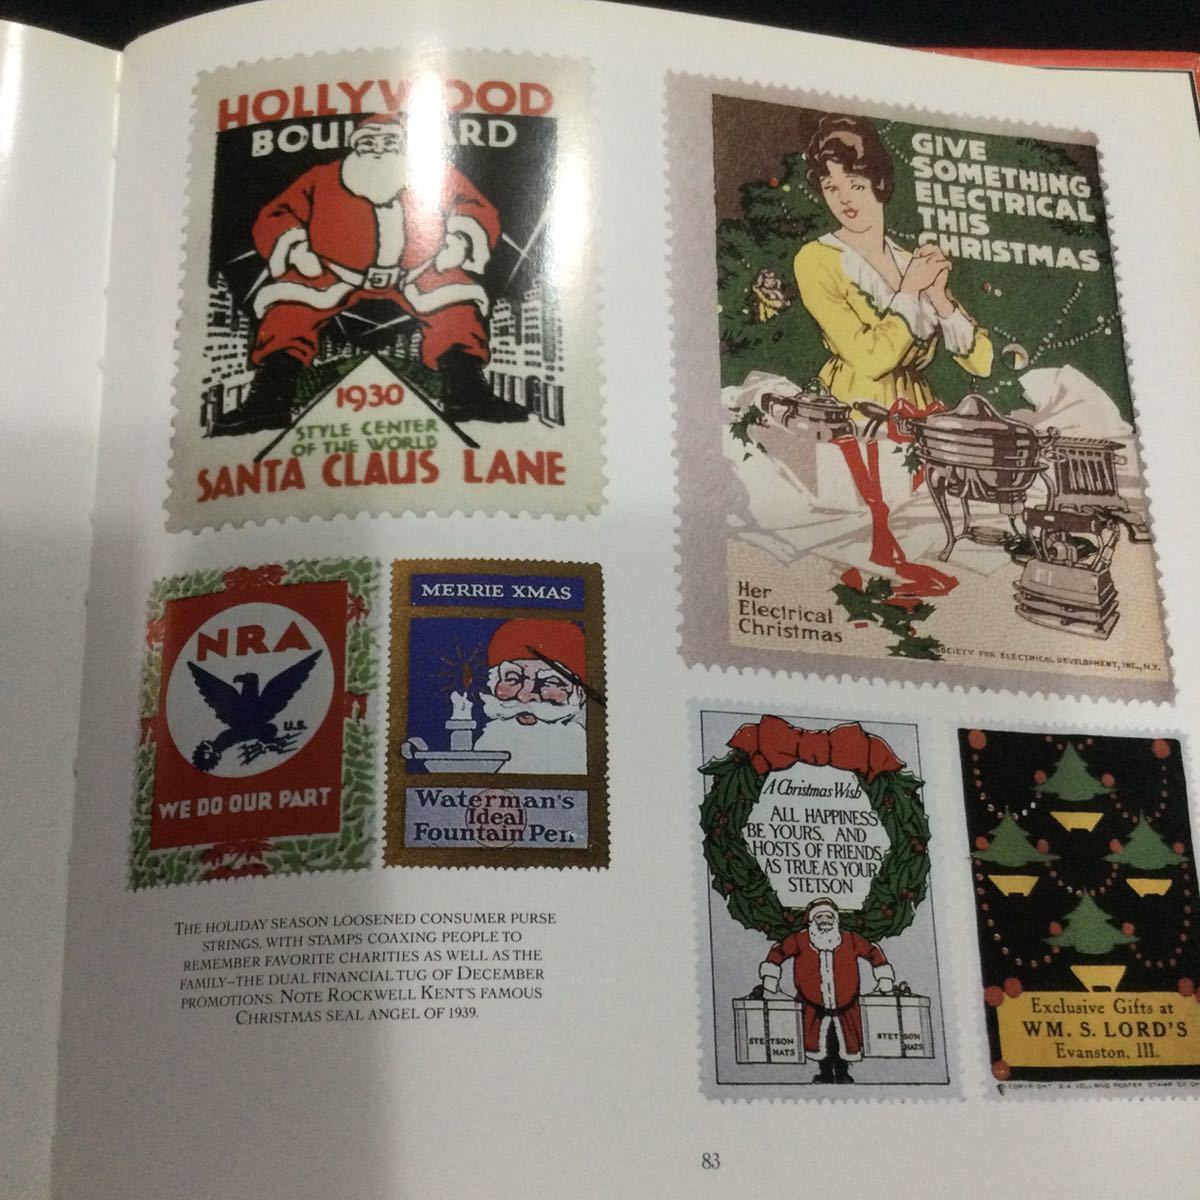 HOLLYWOOD
BOULEVARD
1930
STYLE CENTER
OF THE WORLD
SANTA CLAUS LANE
GIVE
SOMETHING
ELECTRICAL
THIS
CHRISTMAS
Her
Electrical
Christmas
SOCIETY FOR ELECTRICAL DEVELOPMENT, INC., N.Y.
NRA
U.S.
WE DO OUR PART
MERRIE XMAS
Waterman's
Ideal
Fountain Pen
A Christmas Wish
ALL HAPPINESS
BE YOURS, AND
HOSTS OF FRIENDS
AS TRUE AS YOUR
STETSON
STETSON
HATS
STETSON
HATS
Exclusive Gifts at
WM. S. LORD'S
Evanston, Ill.
COPYRIGHT P.F. VOLLAND POSTER STAMP CO
THE HOLIDAY SEASON LOOSENED CONSUMER PURSE
STRINGS, WITH STAMPS COAXING PEOPLE TO
REMEMBER FAVORITE CHARITIES AS WELL AS THE
FAMILY–THE DUAL FINANCIAL TUG OF DECEMBER
PROMOTIONS. NOTE ROCKWELL KENT'S FAMOUS
CHRISTMAS SEAL ANGEL OF 1939.
83